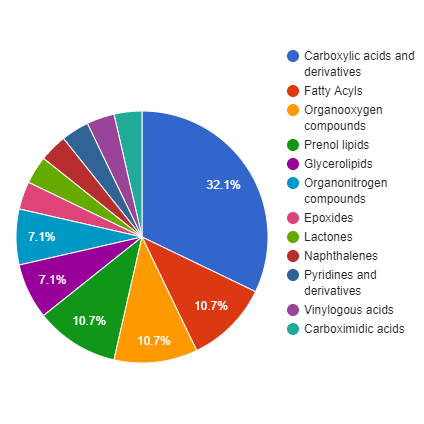 Carboxylic acids and
derivatives
Fatty Acyls
Organooxygen
compounds
Prenol lipids
Glycerolipids
Organonitrogen
compounds
Epoxides
Lactones
Naphthalenes
Pyridines and
derivatives
Vinylogous acids
Carboximidic acids
32.1%
10.7%
10.7%
10.7%
7.1%
7.1%